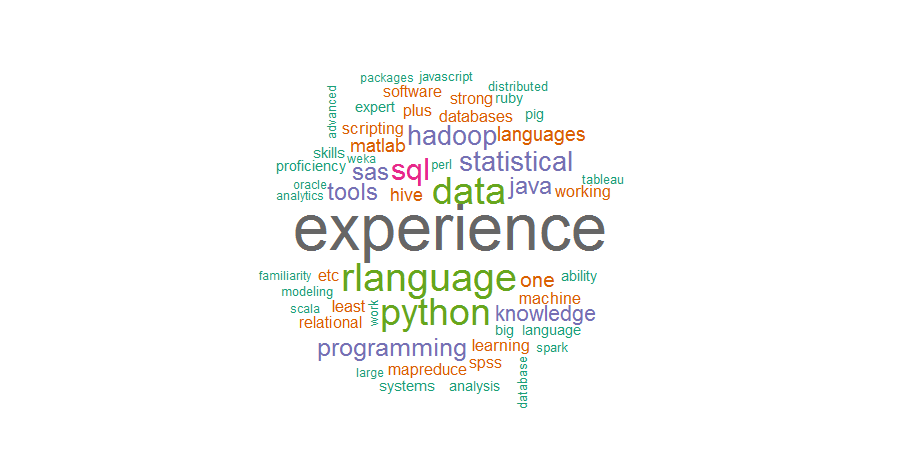 packages javascript
distributed
software
advanced
strong ruby
expert plus
databases pig
scripting hadoop languages
matlab
skills weka
statistical
proficiency sas sql perl
tableau
oracle tools hive data java working
analytics
experience
familiarity etc rlanguage one ability
modeling
machine
scala least work python knowledge
relational
big language
programming learning spark
spss
large mapreduce
database
systems analysis